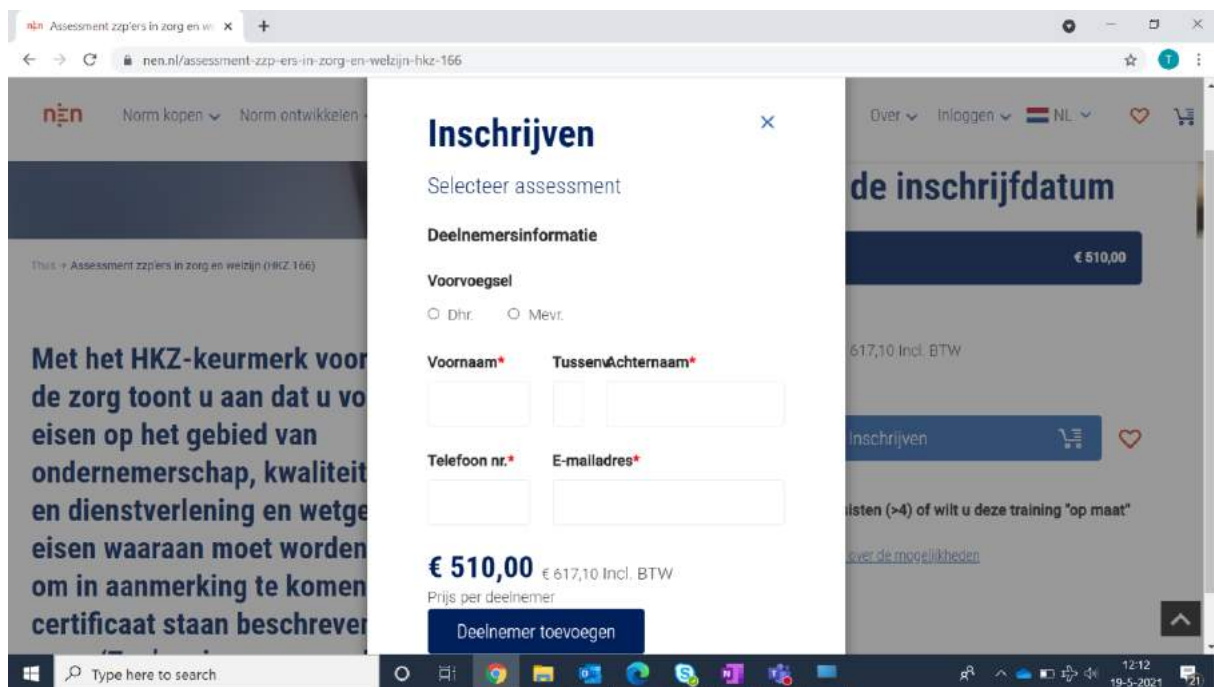 nen Assessment zzp'ers in zorg en we
nen.nl/assessment-zzp-ers-in-zorg-en-welzijn-hkz-166
T
nen
Norm kopen
Norm ontwikkelen
Over
Inloggen
NL
Inschrijven
Selecteer assessment
de inschrijfdatum
Deelnemersinformatie
€ 510,00
Thuis → Assessment zzp'ers in zorg en welzijn (HKZ 166)
Voorvoegsel
Dhr.
Mevr.
Met het HKZ-keurmerk voor
de zorg toont u aan dat u vo
eisen op het gebied van
ondernemerschap, kwaliteit
en dienstverlening en wetge
eisen waaraan moet worden
om in aanmerking te komen
certificaat staan beschrever
Voornaam*
Tussenv
Achternaam*
617,10 Incl. BTW
Inschrijven
Telefoon nr.*
E-mailadres*
isten (>4) of wilt u deze training "op maat"
over de mogelijkheden
€ 510,00 € 617,10 Incl. BTW
Prijs per deelnemer
Deelnemer toevoegen
Type here to search
12:12
19-5-2021
21